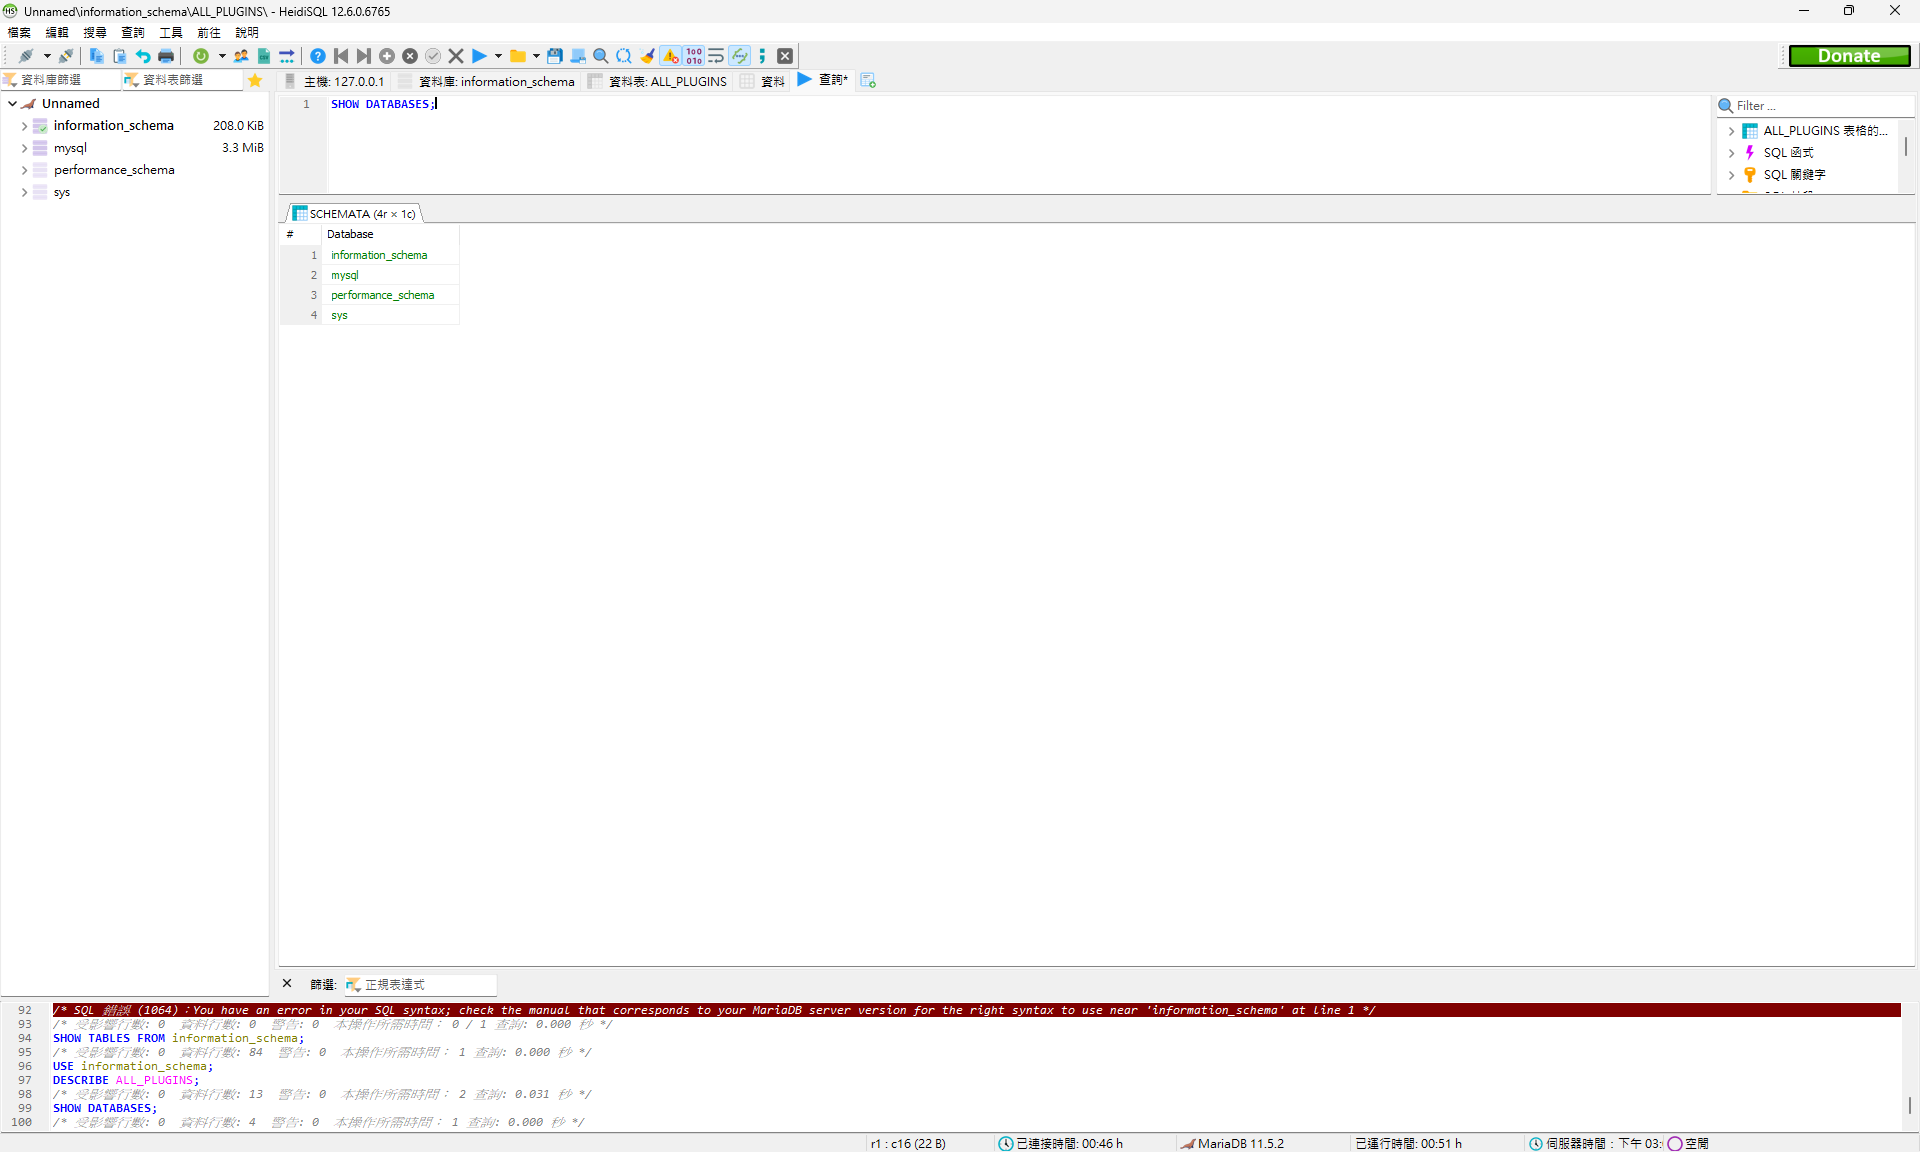 Unnamed\information_schema\ALL_PLUGINS\ - HeidiSQL 12.6.0.6765
檔案 編輯 搜尋 查詢 工具 前往 說明
Donate
資料庫篩選 資料表篩選 主機: 127.0.0.1 資料庫: information_schema 資料表: ALL_PLUGINS 資料 查詢*
Unnamed
information_schema 208.0 KiB
mysql 3.3 MiB
performance_schema
sys
1 SHOW DATABASES;
Filter ...
ALL_PLUGINS 表格的...
SQL 函式
SQL 關鍵字
SCHEMATA (4r × 1c)
# Database
1 information_schema
2 mysql
3 performance_schema
4 sys
篩選: 正規表達式
92 /* SQL 錯誤 (1064)：You have an error in your SQL syntax; check the manual that corresponds to your MariaDB server version for the right syntax to use near 'information_schema' at line 1 */
93 /* 受影響行數: 0 資料行數: 0 警告: 0 本操作所需時間： 0 / 1 查詢: 0.000 秒 */
94 SHOW TABLES FROM information_schema;
95 /* 受影響行數: 0 資料行數: 84 警告: 0 本操作所需時間： 1 查詢: 0.000 秒 */
96 USE information_schema;
97 DESCRIBE ALL_PLUGINS;
98 /* 受影響行數: 0 資料行數: 13 警告: 0 本操作所需時間： 2 查詢: 0.031 秒 */
99 SHOW DATABASES;
100 /* 受影響行數: 0 資料行數: 4 警告: 0 本操作所需時間： 1 查詢: 0.000 秒 */
r1 : c16 (22 B) 已連接時間: 00:46 h MariaDB 11.5.2 已運行時間: 00:51 h 伺服器時間：下午 03: 空閒